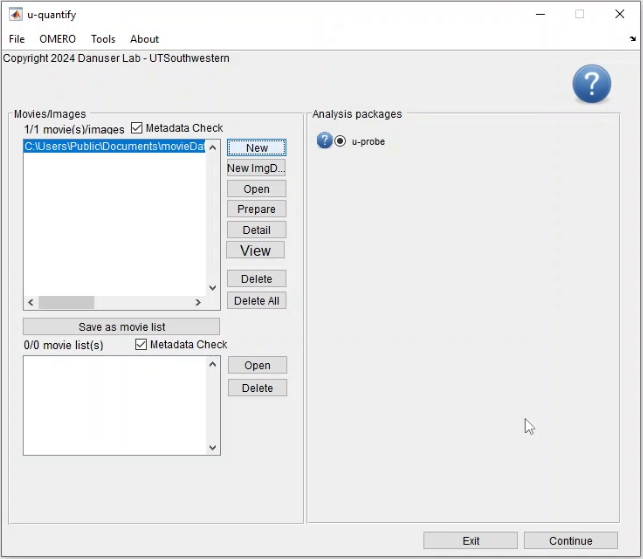 u-quantify
File OMERO Tools About
Copyright 2024 Danuser Lab - UTSouthwestern
?
Movies/Images
1/1 movie(s)/images Metadata Check
C:\Users\Public\Documents\movieDat
New
New ImgD...
Open
Prepare
Detail
View
Delete
Delete All
Save as movie list
0/0 movie list(s) Metadata Check
Open
Delete
Analysis packages
? u-probe
Exit Continue